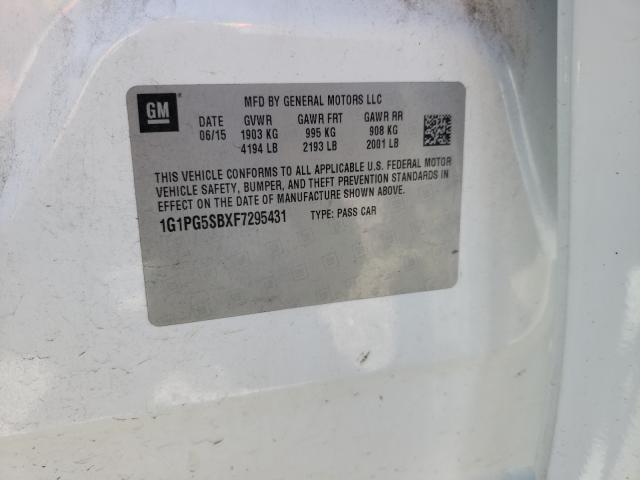 GM
MFD BY GENERAL MOTORS LLC
DATE GVWR GAWR FRT GAWR RR
06/15 1903 KG 995 KG 908 KG
4194 LB 2193 LB 2001 LB
THIS VEHICLE CONFORMS TO ALL APPLICABLE U.S. FEDERAL MOTOR
VEHICLE SAFETY, BUMPER, AND THEFT PREVENTION STANDARDS IN
EFFECT ON THE DATE OF MANUFACTURE SHOWN ABOVE.
1G1PG5SBXF7295431 TYPE: PASS CAR